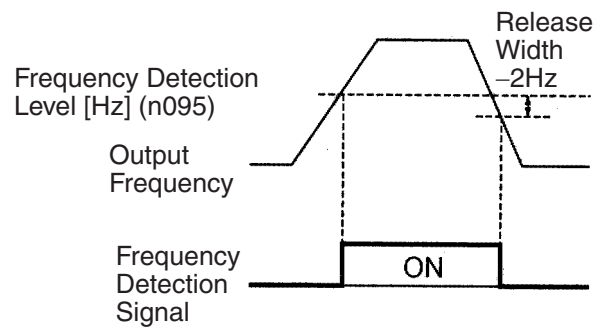 Release
Width
–2Hz
Frequency Detection
Level [Hz] (n095)
Output
Frequency
Frequency
Detection
Signal
ON